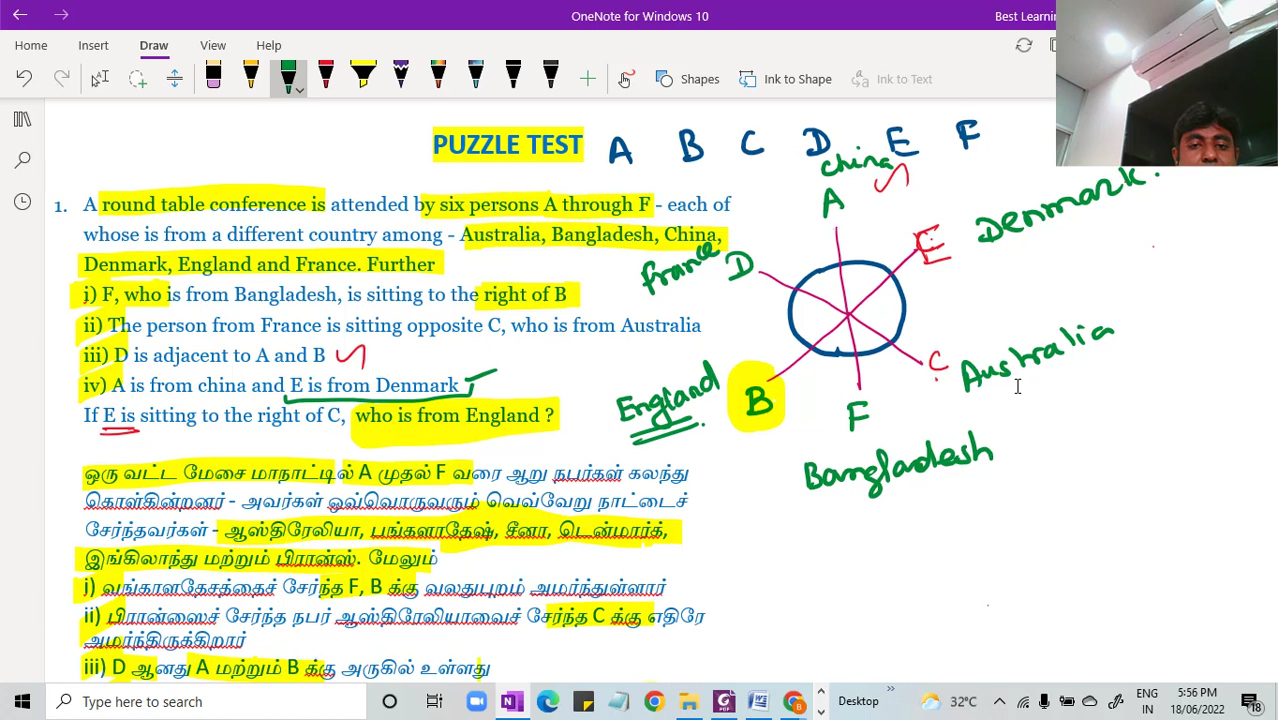 OneNote for Windows 10
Best Learning
Home Insert Draw View Help
Shapes Ink to Shape Ink to Text
PUZZLE TEST A B C D E F
1. A round table conference is attended by six persons A through F - each of
whose is from a different country among - Australia, Bangladesh, China,
Denmark, England and France. Further
i) F, who is from Bangladesh, is sitting to the right of B
ii) The person from France is sitting opposite C, who is from Australia
iii) D is adjacent to A and B
iv) A is from china and E is from Denmark
If E is sitting to the right of C, who is from England ?
China
A
E Denmark.
France D
C Australia
England B
F
Bangladesh
ஒரு வட்ட மேசை மாநாட்டில் A முதல் F வரை ஆறு நபர்கள் கலந்து
கொள்கின்றனர் - அவர்கள் ஒவ்வொருவரும் வெவ்வேறு நாட்டைச்
சேர்ந்தவர்கள் - ஆஸ்திரேலியா, பங்களாதேஷ், சீனா, டென்மார்க்,
இங்கிலாந்து மற்றும் பிரான்ஸ். மேலும்
i) வங்காளதேசத்தைச் சேர்ந்த F, B க்கு வலதுபுறம் அமர்ந்துள்ளார்
ii) பிரான்ஸைச் சேர்ந்த நபர் ஆஸ்திரேலியாவைச் சேர்ந்த C க்கு எதிரே
அமர்ந்திருக்கிறார்
iii) D ஆனது A மற்றும் B க்கு அருகில் உள்ளது
Type here to search
Desktop
32°C
ENG
IN
5:56 PM
18/06/2022
18